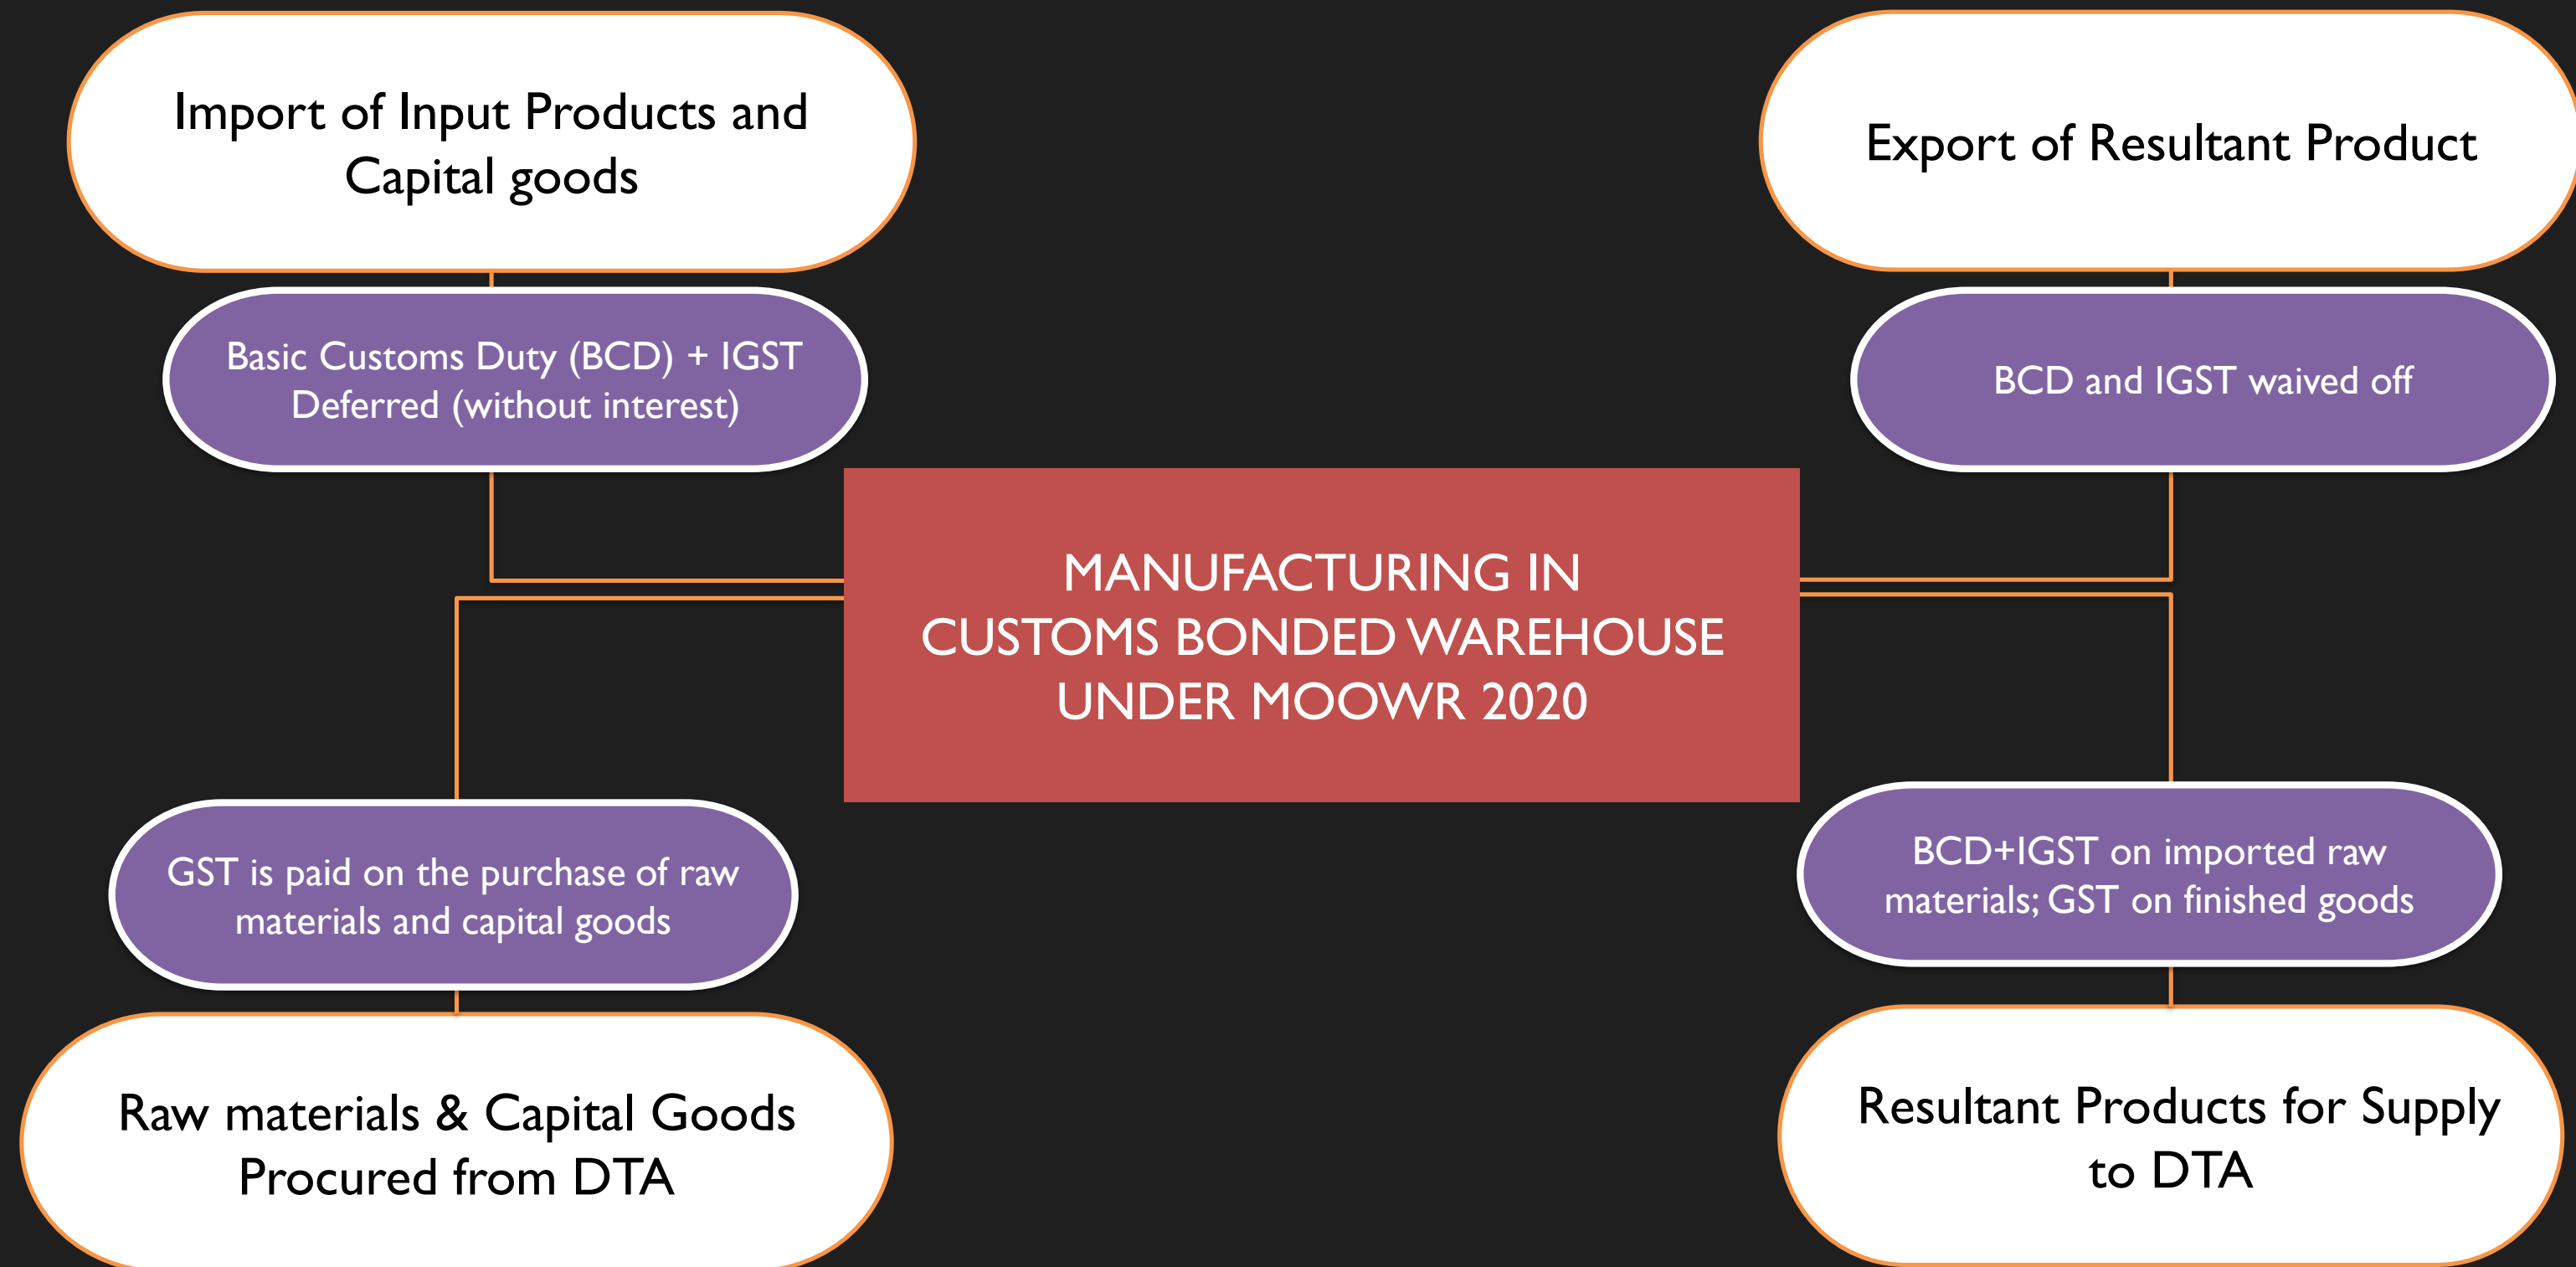 Import of Input Products and
Capital goods
Export of Resultant Product
Basic Customs Duty (BCD) + IGST
Deferred (without interest)
BCD and IGST waived off
MANUFACTURING IN
CUSTOMS BONDED WAREHOUSE
UNDER MOOWR 2020
GST is paid on the purchase of raw
materials and capital goods
BCD+IGST on imported raw
materials; GST on finished goods
Raw materials & Capital Goods
Procured from DTA
Resultant Products for Supply
to DTA